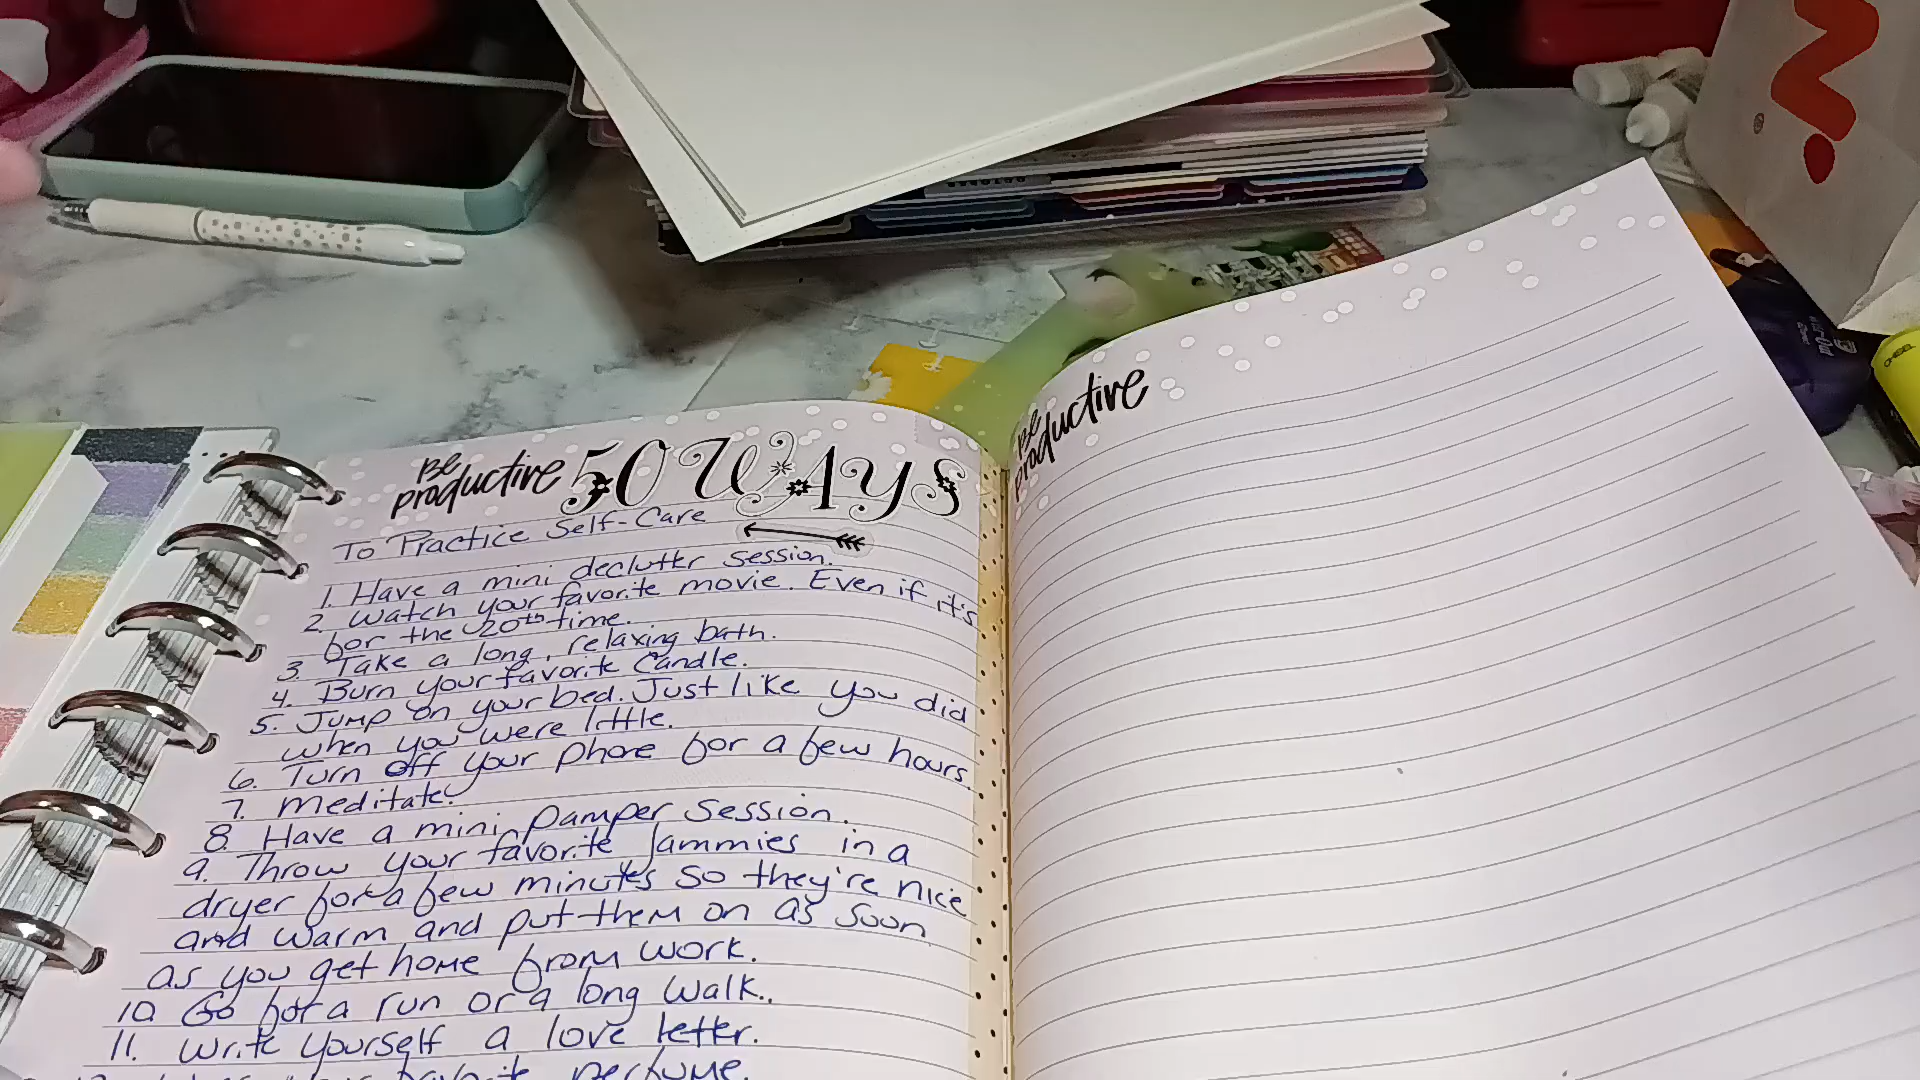 Be
productive
50 WAYS
To Practice Self-Care
1. Have a mini declutter session.
2. Watch your favorite movie. Even if it's
for the 20th time.
3. Take a long, relaxing bath.
4. Burn your favorite Candle.
5. Jump on your bed. Just like you did
when you were little.
6. Turn off your phone for a few hours.
7. Meditate.
8. Have a mini pamper session.
9. Throw your favorite Jammies in a
dryer for a few minutes so they're nice
and warm and put them on as soon
as you get home from work.
10. Go for a run or a long walk.
11. Write yourself a love letter.
favorite perfume.
Be
productive